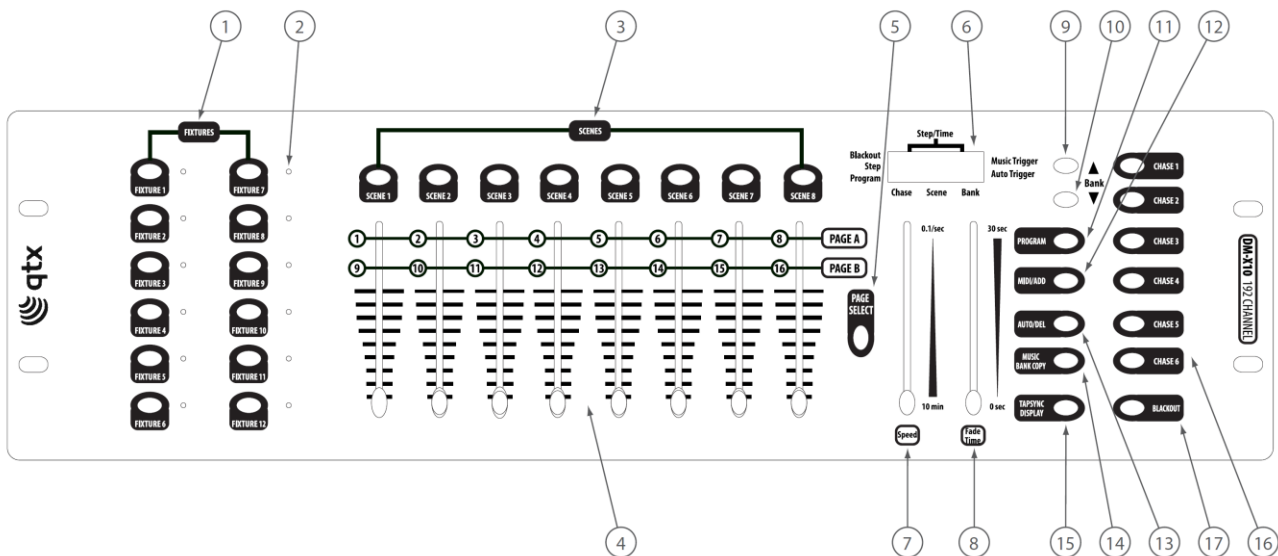 1
2
3
5
6
9
10
11
12
FIXTURES
SCENES
FIXTURE 1
FIXTURE 7
FIXTURE 2
FIXTURE 8
FIXTURE 3
FIXTURE 9
FIXTURE 4
FIXTURE 10
FIXTURE 5
FIXTURE 11
FIXTURE 6
FIXTURE 12
qtx
SCENE 1
SCENE 2
SCENE 3
SCENE 4
SCENE 5
SCENE 6
SCENE 7
SCENE 8
1 2 3 4 5 6 7 8 PAGE A
9 10 11 12 13 14 15 16 PAGE B
PAGE
SELECT
Step/Time
Blackout
Step
Program
Music Trigger
Auto Trigger
Chase Scene Bank
0.1/sec
10 min
30 sec
0 sec
Speed
Fade
Time
Bank
PROGRAM
MIDI/ADD
AUTO/DEL
MUSIC
BANK COPY
TAPSYNC
DISPLAY
CHASE 1
CHASE 2
CHASE 3
CHASE 4
CHASE 5
CHASE 6
BLACKOUT
DM-X10 192 CHANNEL
4
7
8
15
14
13
17
16